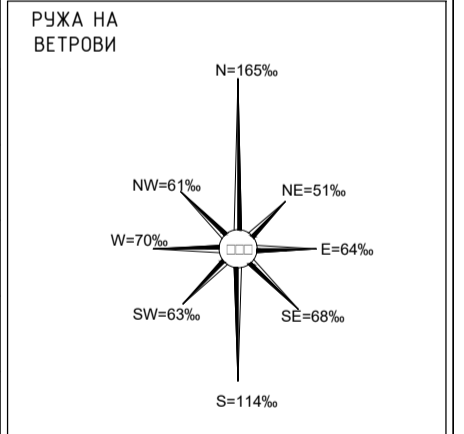 РУЖА НА
ВЕТРОВИ
N=165‰
NW=61‰
NE=51‰
W=70‰
E=64‰
SW=63‰
SE=68‰
S=114‰